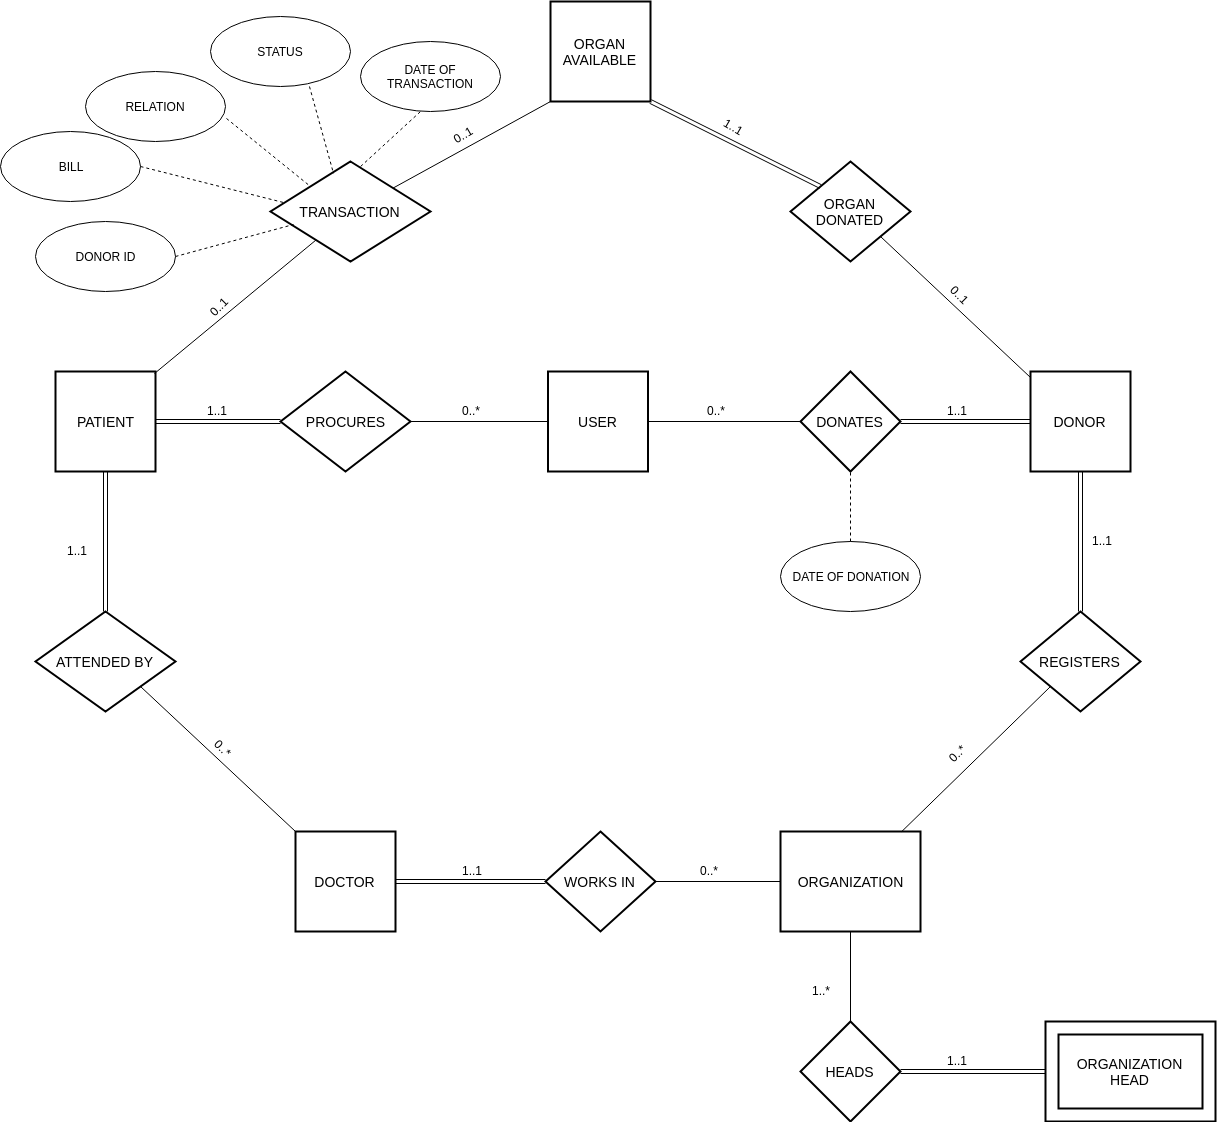 ORGAN
AVAILABLE
STATUS
DATE OF
TRANSACTION
RELATION
BILL
DONOR ID
TRANSACTION
0..1
1..1
ORGAN
DONATED
0..1
0..1
PATIENT
1..1
PROCURES
0..*
USER
0..*
DONATES
1..1
DONOR
DATE OF DONATION
1..1
1..1
ATTENDED BY
REGISTERS
0..*
0..*
DOCTOR
1..1
WORKS IN
0..*
ORGANIZATION
1..*
HEADS
1..1
ORGANIZATION
HEAD